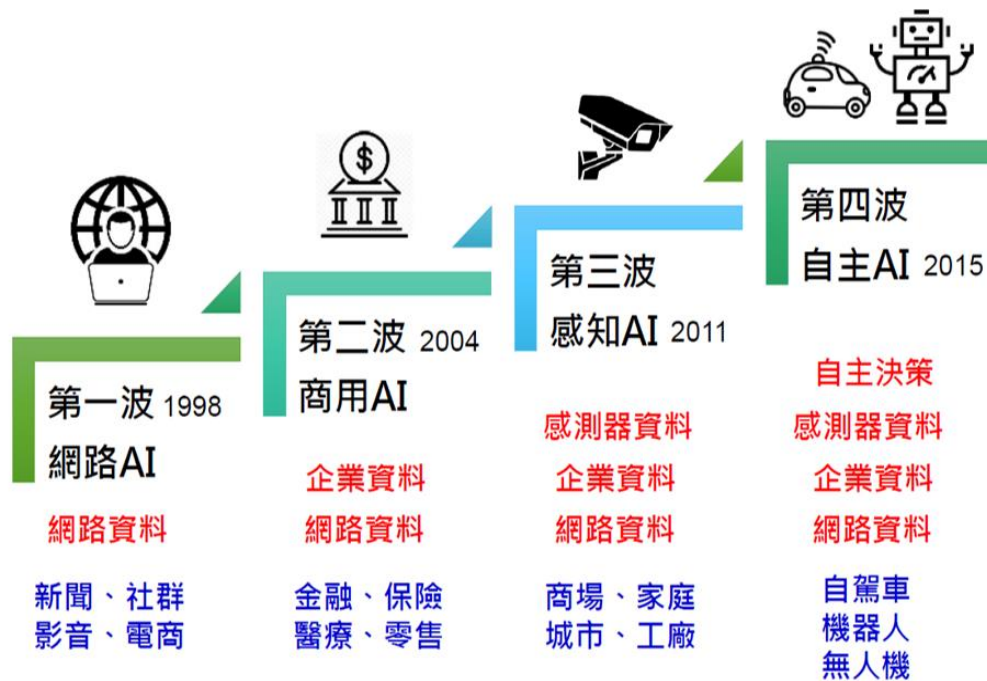 $
第一波 1998
網路AI
網路資料
新聞、社群
影音、電商
第二波 2004
商用AI
企業資料
網路資料
金融、保險
醫療、零售
第三波
感知AI 2011
感測器資料
企業資料
網路資料
商場、家庭
城市、工廠
第四波
自主AI 2015
自主決策
感測器資料
企業資料
網路資料
自駕車
機器人
無人機